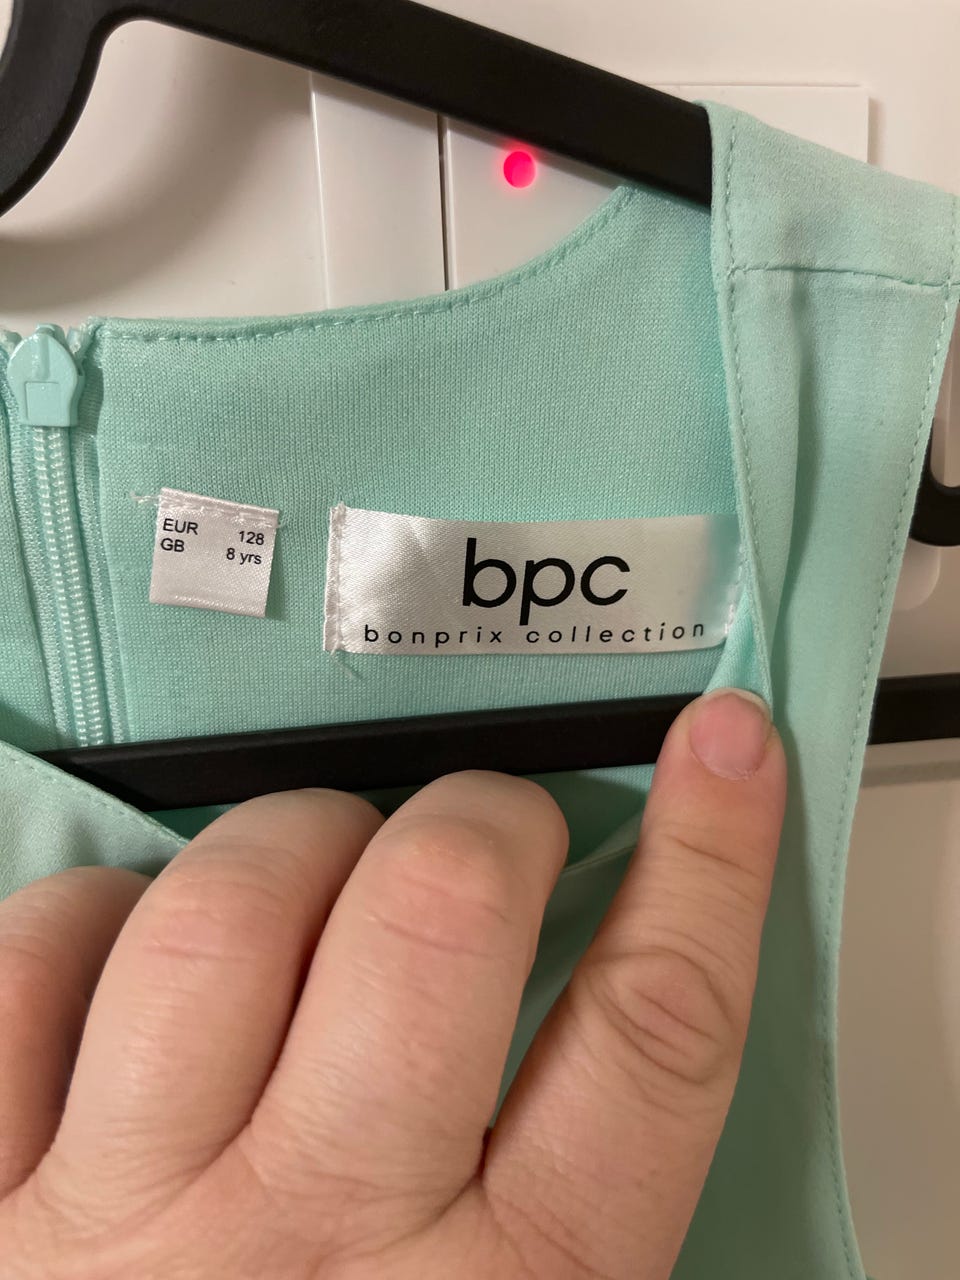 EUR 128
GB 8 yrs
bpc
bonprix collection